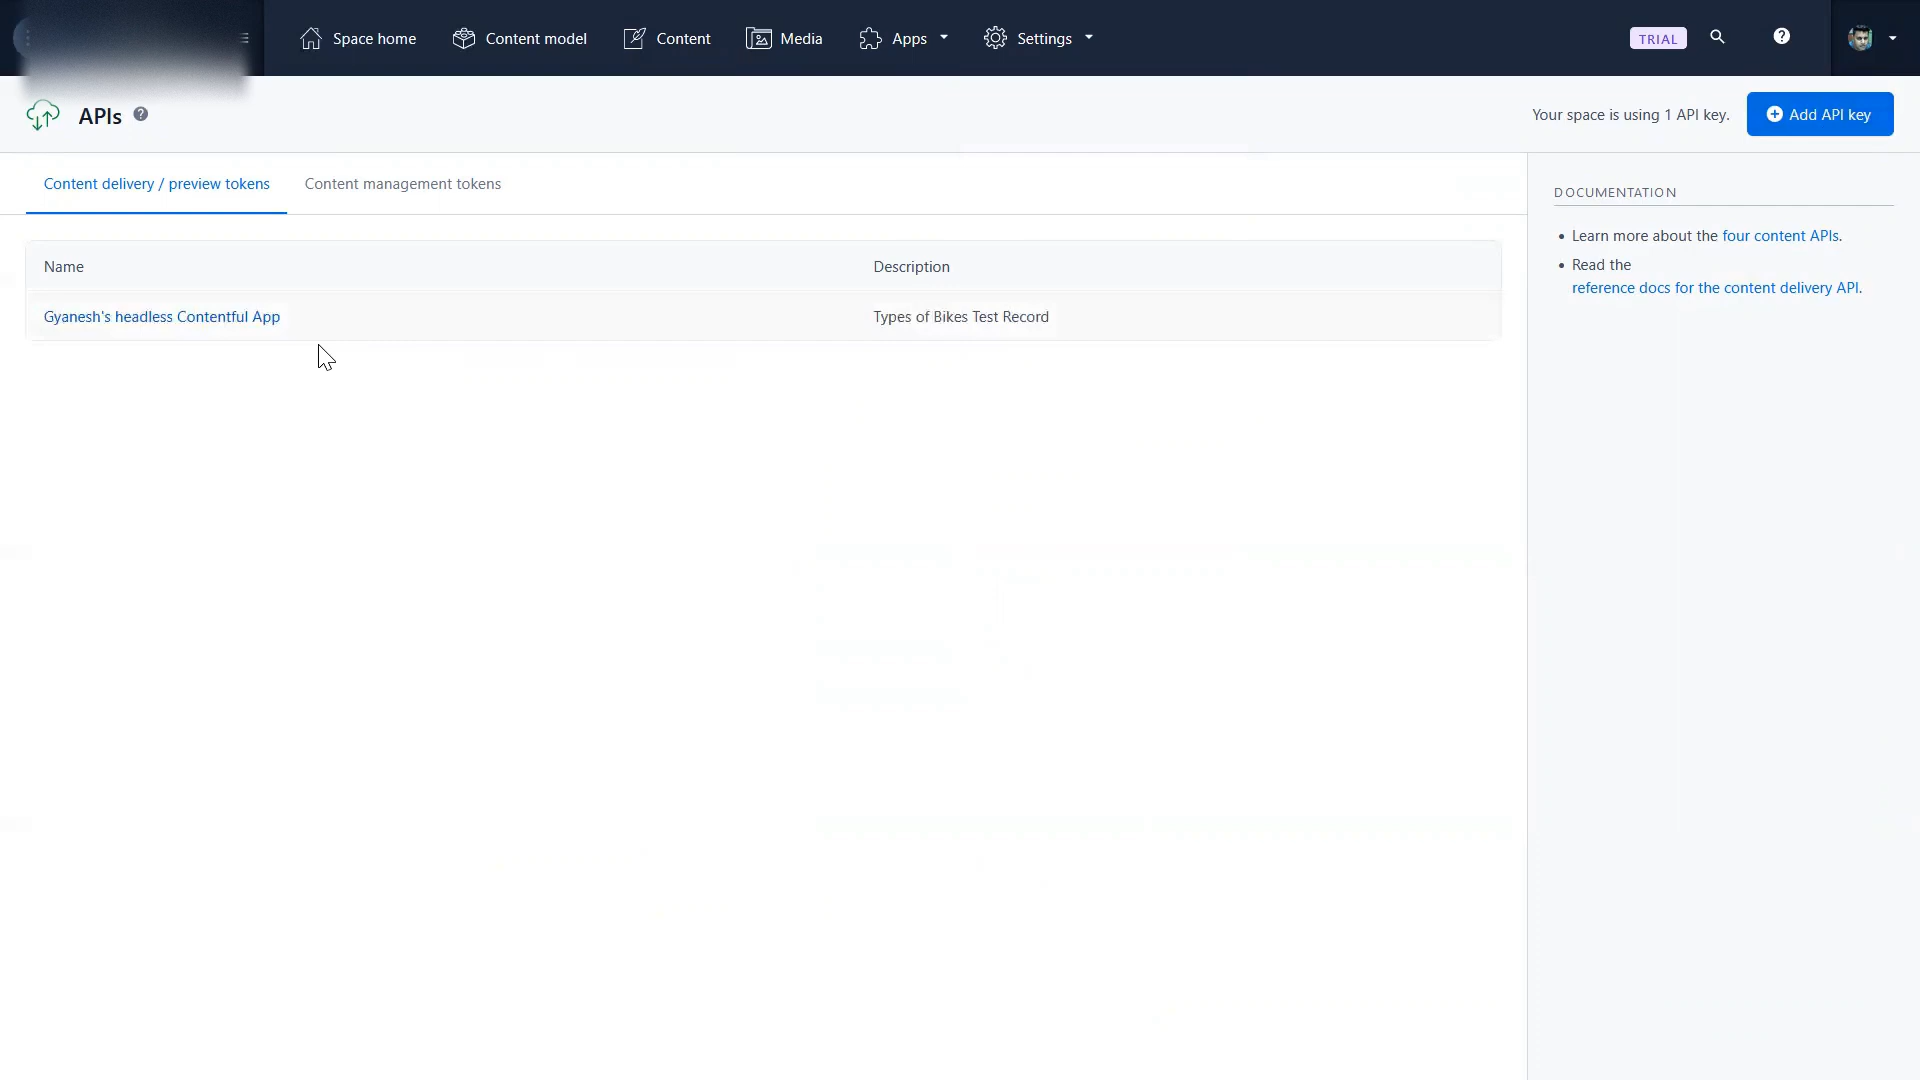 Space home
Content model
Content
Media
Apps
Settings
TRIAL
APIs
Your space is using 1 API key.
Add API key
Content delivery / preview tokens
Content management tokens
DOCUMENTATION
Learn more about the four content APIs.
Read the
reference docs for the content delivery API.
Name
Description
Gyanesh's headless Contentful App
Types of Bikes Test Record